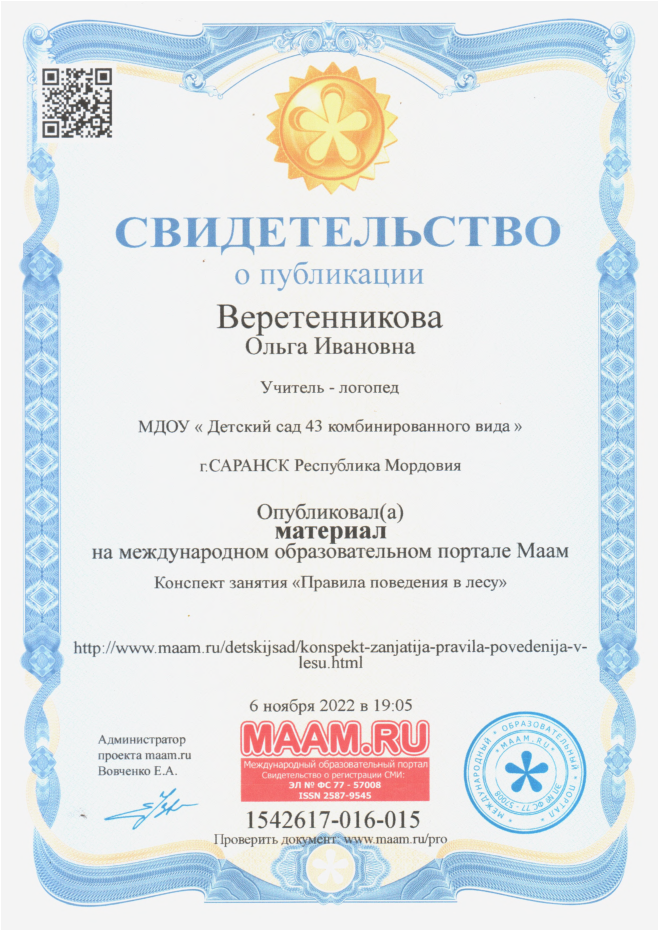 СВИДЕТЕЛЬСТВО
о публикации
Веретенникова
Ольга Ивановна
Учитель - логопед
МДОУ « Детский сад 43 комбинированного вида »
г.САРАНСК Республика Мордовия
Опубликовал(а)
материал
на международном образовательном портале Маам
Конспект занятия «Правила поведения в лесу»
http://www.maam.ru/detskijsad/konspekt-zanjatija-pravila-povedenija-v-
lesu.html
6 ноября 2022 в 19:05
Администратор
проекта maam.ru
Вовченко Е.А.
MAAM.RU
Международный образовательный портал
Свидетельство о регистрации СМИ:
ЭЛ № ФС 77 - 57008
ISSN 2587-9545
МЕЖДУНАРОДНЫЙ • ОБРАЗОВАТЕЛЬНЫЙ • ПОРТАЛ
MAAM.RU
ЭЛ № ФС 77 - 57008
1542617-016-015
Проверить документ: www.maam.ru/pro